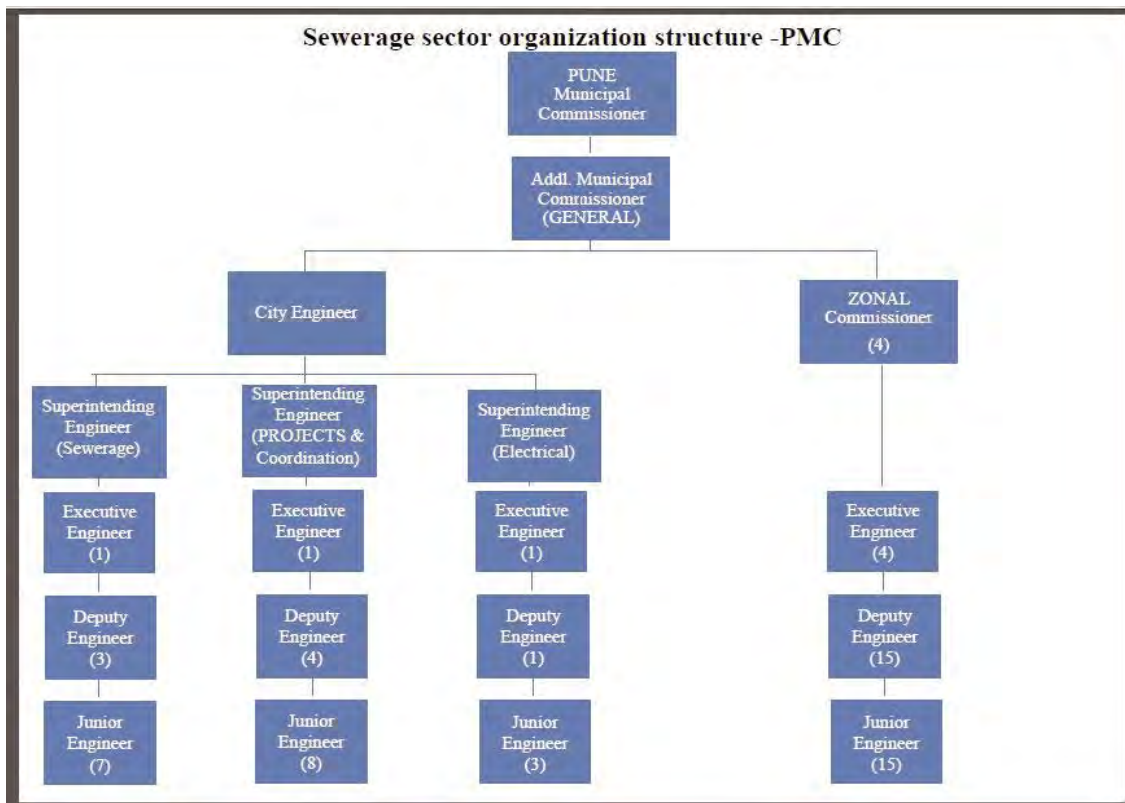 Sewerage sector organization structure -PMC
PUNE
Municipal
Commissioner
Addl. Municipal
Commissioner
(GENERAL)
City Engineer
ZONAL
Commissioner
(4)
Superintending
Engineer
(Sewerage)
Superintending
Engineer
(PROJECTS &
Coordination)
Superintending
Engineer
(Electrical)
Executive
Engineer
(1)
Executive
Engineer
(1)
Executive
Engineer
(1)
Executive
Engineer
(4)
Deputy
Engineer
(3)
Deputy
Engineer
(4)
Deputy
Engineer
(1)
Deputy
Engineer
(15)
Junior
Engineer
(7)
Junior
Engineer
(8)
Junior
Engineer
(3)
Junior
Engineer
(15)